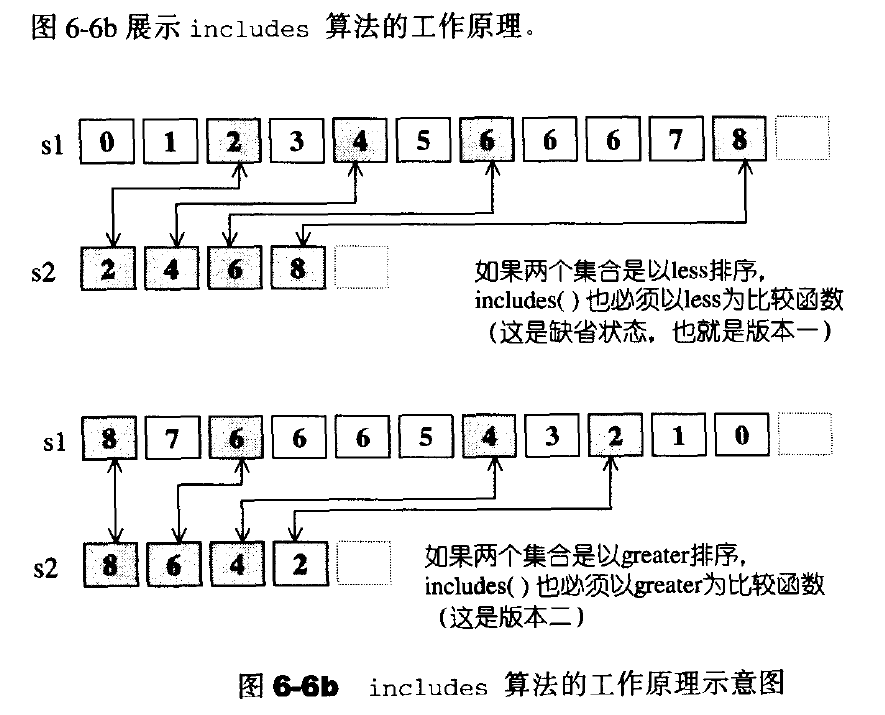 图 6-6b 展示 includes 算法的工作原理。
s1 0 1 2 3 4 5 6 6 6 7 8
s2 2 4 6 8
如果两个集合是以less排序，
includes( ) 也必须以less为比较函数
（这是缺省状态，也就是版本一）
s1 8 7 6 6 6 5 4 3 2 1 0
s2 8 6 4 2
如果两个集合是以greater排序，
includes( ) 也必须以greater为比较函数
（这是版本二）
图 6-6b includes 算法的工作原理示意图